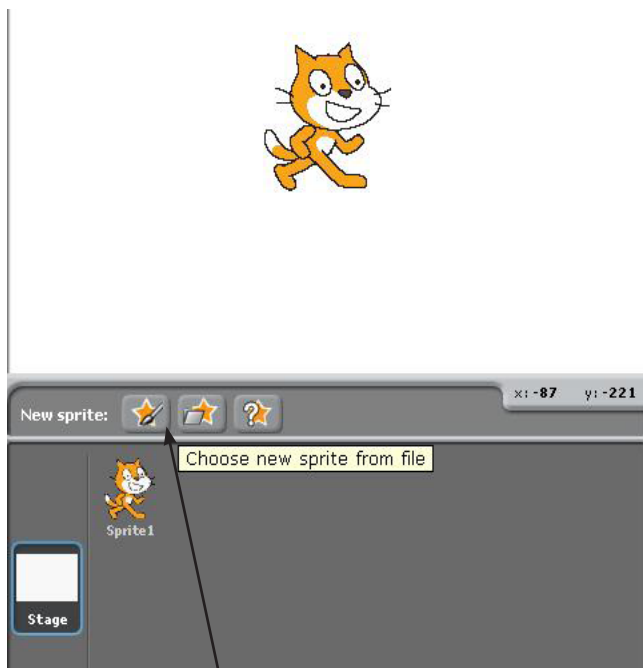 x: -87 y: -221
New sprite:
Choose new sprite from file
Sprite1
Stage